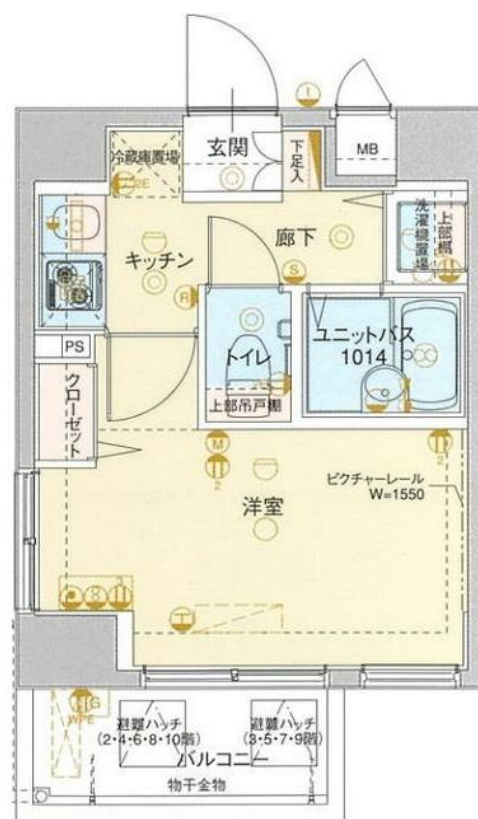 t
冷蔵庫置場
玄関
下足入
MB
2E
キッチン
廊下
洗濯機置場
上部棚
S
R
PS
トイレ
ユニットバス
1014
クローゼット
上部吊戸棚
M
2
2
洋室
ピクチャーレール
W=1550
G
WPE
避難ハッチ
(2・4・6・8・10階)
避難ハッチ
(3・5・7・9階)
バルコニー
物干金物